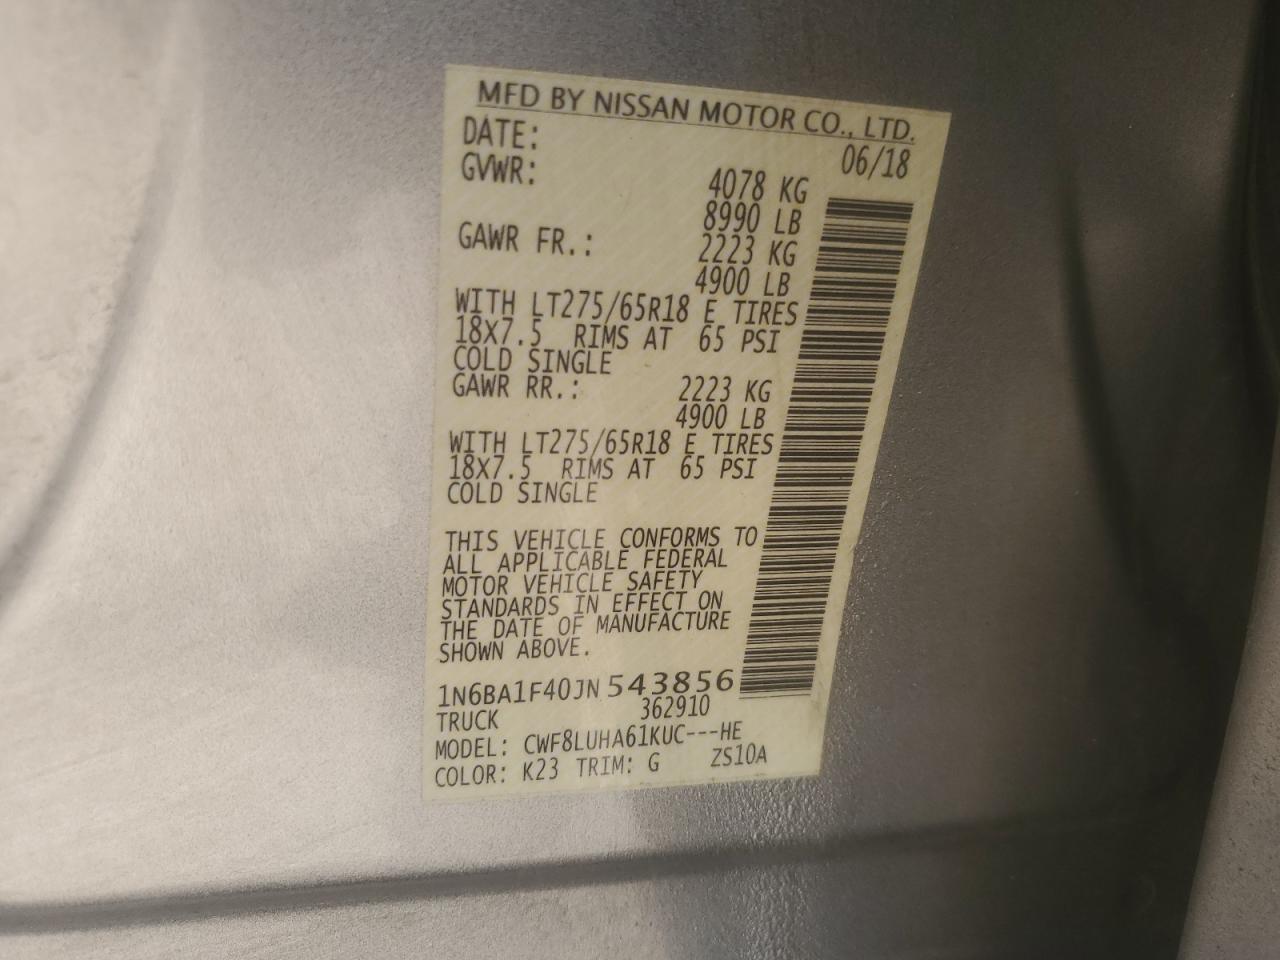 MFD BY NISSAN MOTOR CO., LTD.
DATE: 06/18
GVWR: 4078 KG
8990 LB
GAWR FR.: 2223 KG
4900 LB
WITH LT275/65R18 E TIRES
18X7.5 RIMS AT 65 PSI
COLD SINGLE
GAWR RR.: 2223 KG
4900 LB
WITH LT275/65R18 E TIRES
18X7.5 RIMS AT 65 PSI
COLD SINGLE
THIS VEHICLE CONFORMS TO
ALL APPLICABLE FEDERAL
MOTOR VEHICLE SAFETY
STANDARDS IN EFFECT ON
THE DATE OF MANUFACTURE
SHOWN ABOVE.
1N6BA1F40JN543856
TRUCK 362910
MODEL: CWF8LUHA61KUC---HE
COLOR: K23 TRIM: G ZS10A